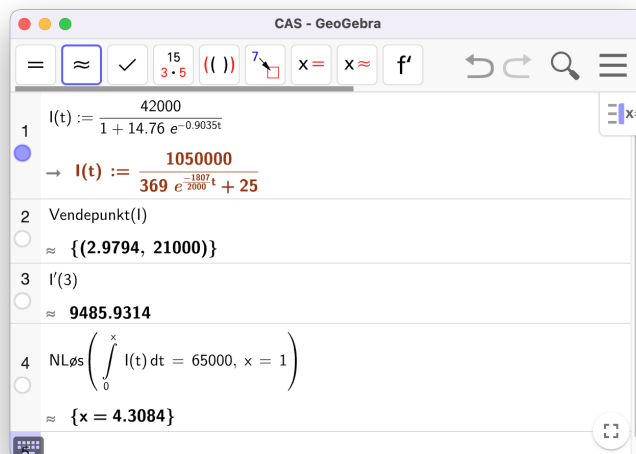 CAS - GeoGebra
= ≈ ✓ 15 3 • 5 (( )) 7 x = x ≈ f′
x=
1 I(t) := 42000 / (1 + 14.76 e^(−0.9035t))
→ I(t) := 1050000 / (369 e^(−1807/2000 t) + 25)
2 Vendepunkt(I)
≈ {(2.9794, 21000)}
3 I′(3)
≈ 9485.9314
4 NLøs(∫₀ˣ I(t) dt = 65000, x = 1)
≈ {x = 4.3084}